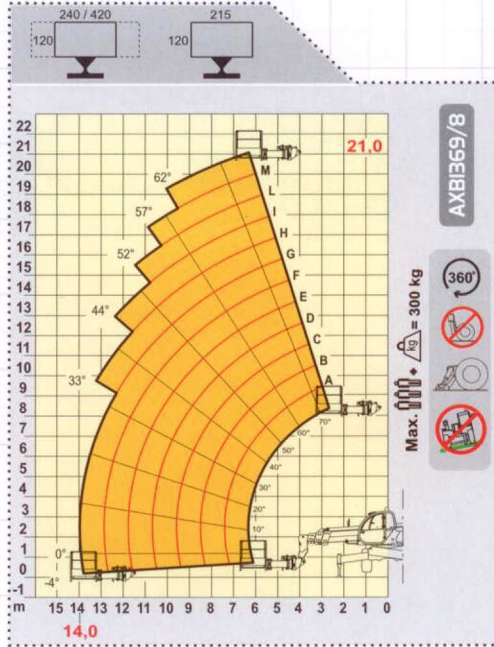 240 / 420
120
215
120
AXBI369/8
22
21
20
19
18
17
16
15
14
13
12
11
10
9
8
7
6
5
4
3
2
1
0
-1
21,0
62°
57°
52°
44°
33°
0°
-4°
M
L
I
H
G
F
E
D
C
B
A
70°
60°
50°
40°
30°
20°
10°
Max.
+
kg
= 300 kg
360°
m 15 14 13 12 11 10 9 8 7 6 5 4 3 2 1 0
14,0